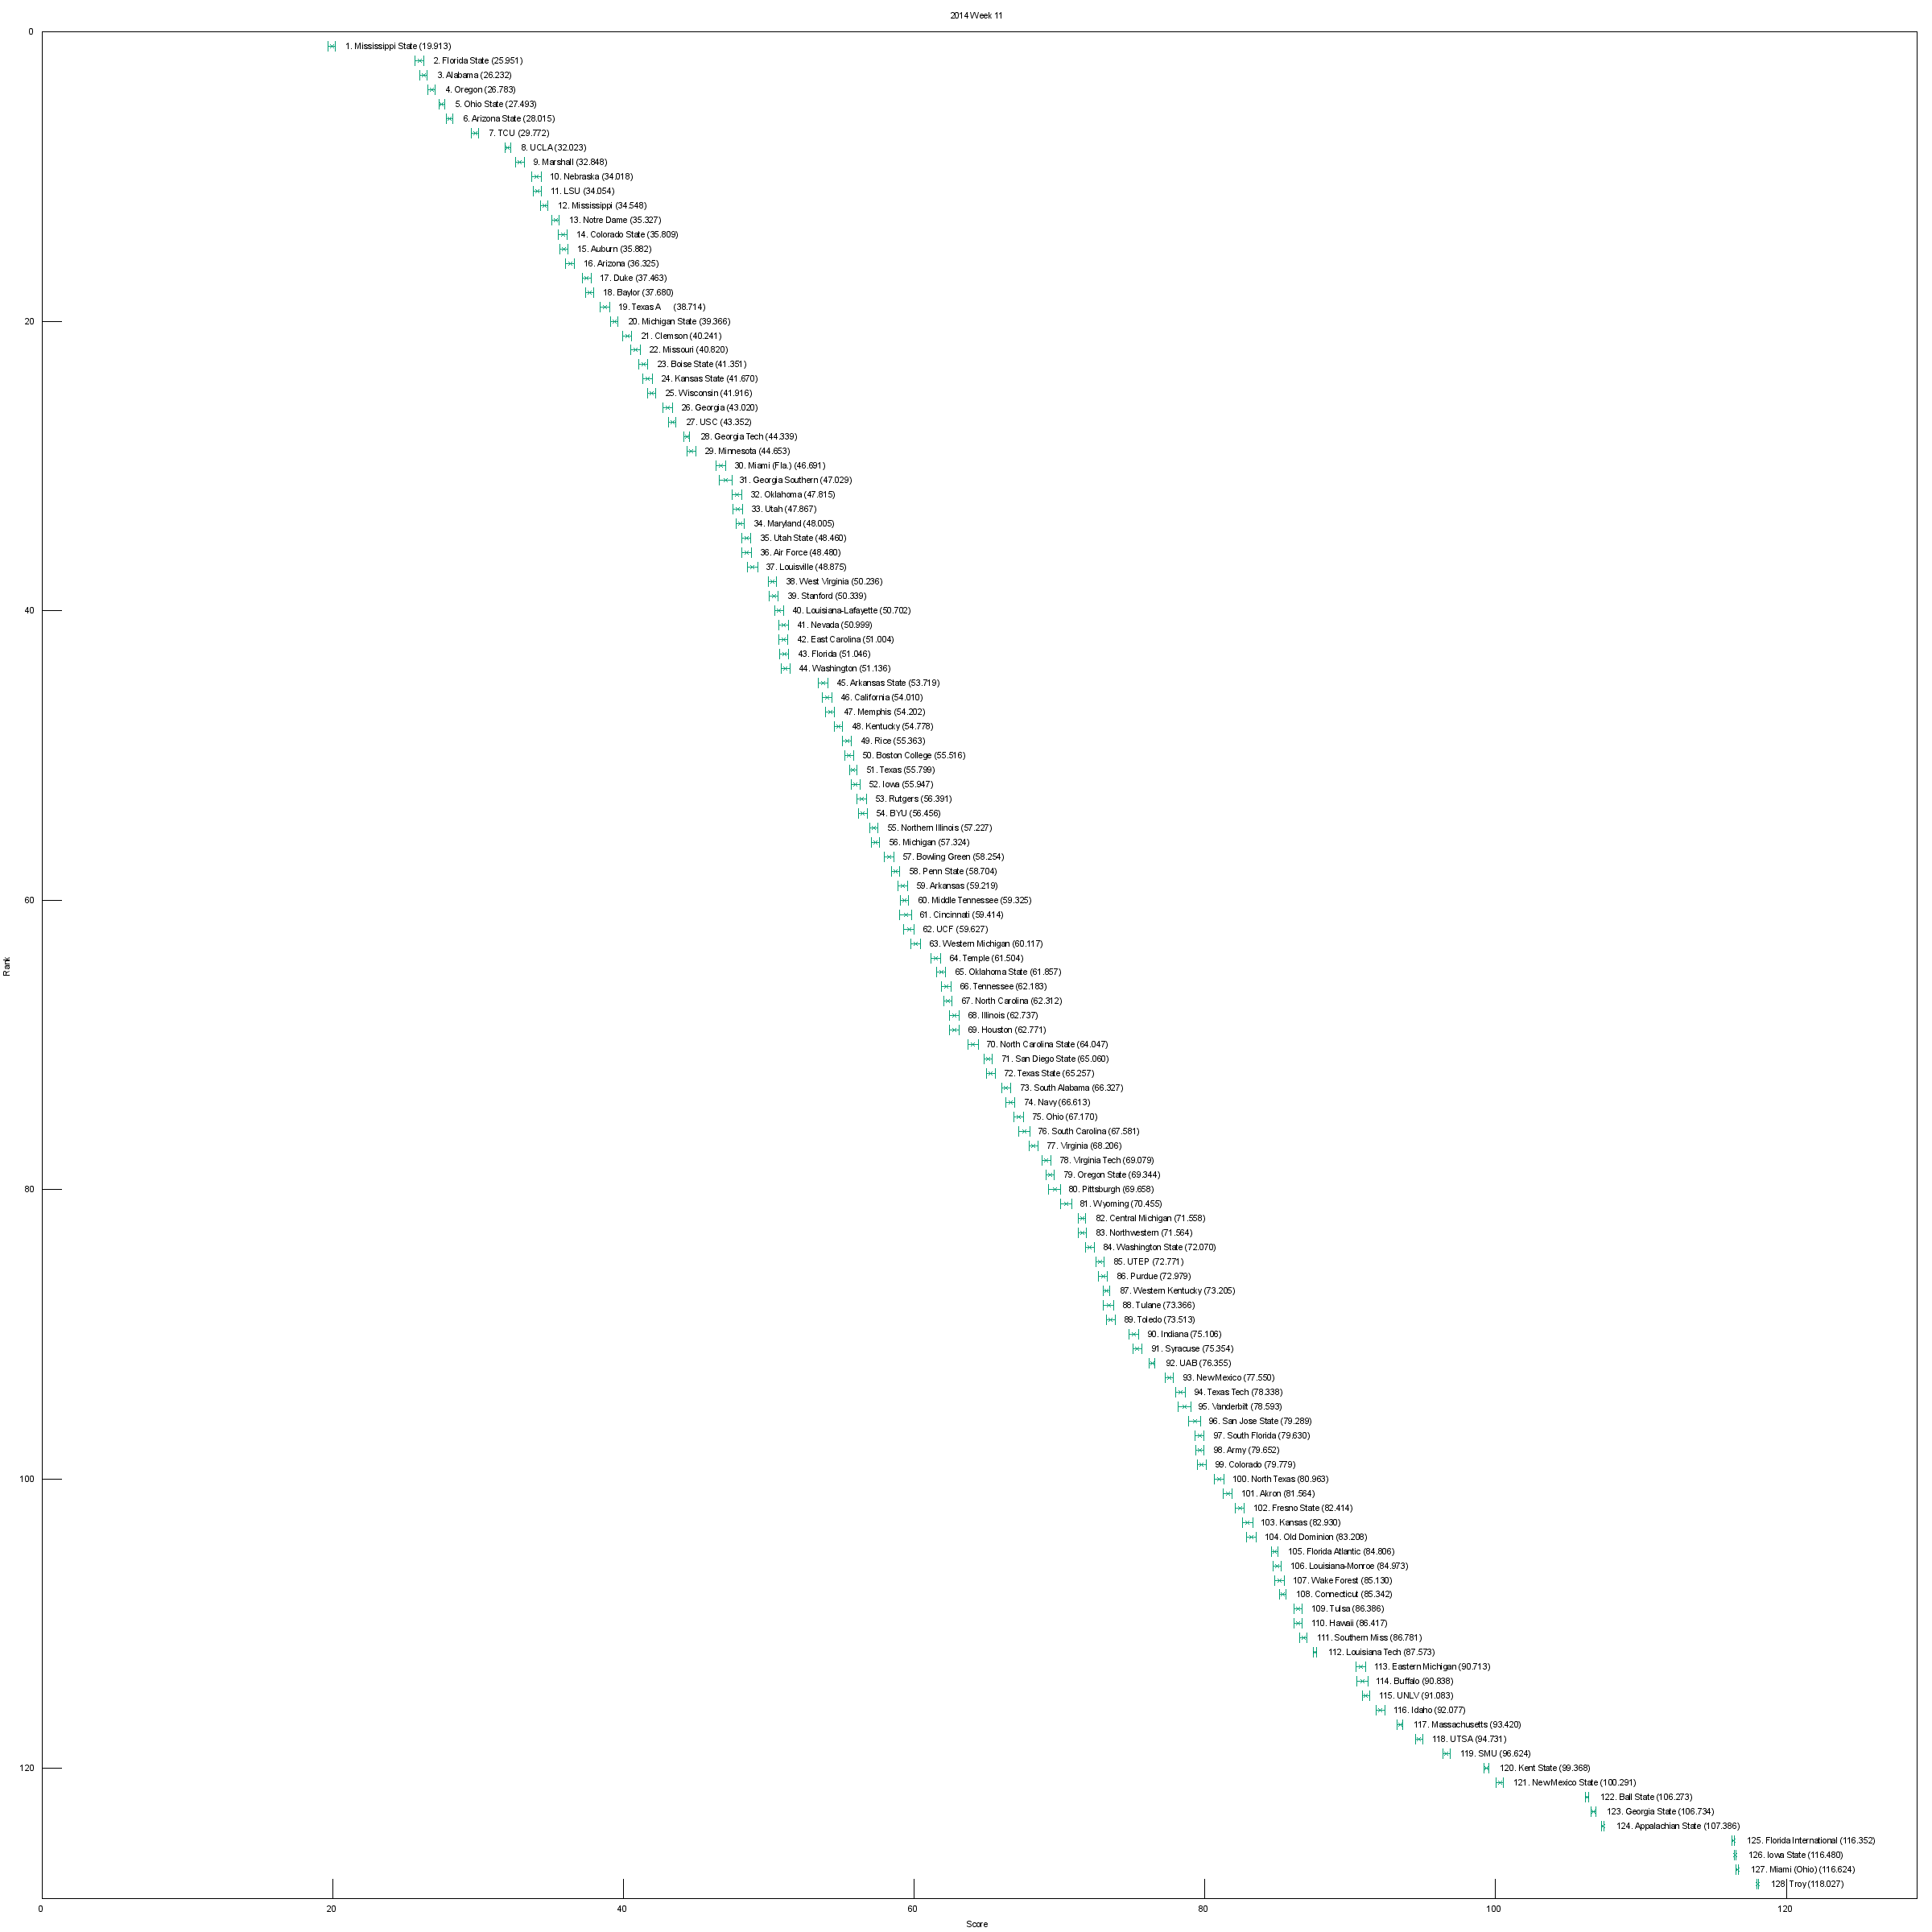 2014 Week 11
0
1. Mississippi State (19.913)
2. Florida State (25.951)
3. Alabama (26.232)
4. Oregon (26.783)
5. Ohio State (27.493)
6. Arizona State (28.015)
7. TCU (29.772)
8. UCLA (32.023)
9. Marshall (32.848)
10. Nebraska (34.018)
11. LSU (34.054)
12. Mississippi (34.548)
13. Notre Dame (35.327)
14. Colorado State (35.809)
15. Auburn (35.882)
16. Arizona (36.325)
17. Duke (37.463)
18. Baylor (37.680)
19. Texas A (38.714)
20
20. Michigan State (39.366)
21. Clemson (40.241)
22. Missouri (40.820)
23. Boise State (41.351)
24. Kansas State (41.670)
25. Wisconsin (41.916)
26. Georgia (43.020)
27. USC (43.352)
28. Georgia Tech (44.339)
29. Minnesota (44.653)
30. Miami (Fla.) (46.691)
31. Georgia Southern (47.029)
32. Oklahoma (47.815)
33. Utah (47.867)
34. Maryland (48.005)
35. Utah State (48.460)
36. Air Force (48.480)
37. Louisville (48.875)
38. West Virginia (50.236)
39. Stanford (50.339)
40
40. Louisiana-Lafayette (50.702)
41. Nevada (50.999)
42. East Carolina (51.004)
43. Florida (51.046)
44. Washington (51.136)
45. Arkansas State (53.719)
46. California (54.010)
47. Memphis (54.202)
48. Kentucky (54.778)
49. Rice (55.363)
50. Boston College (55.516)
51. Texas (55.799)
52. Iowa (55.947)
53. Rutgers (56.391)
54. BYU (56.456)
55. Northern Illinois (57.227)
56. Michigan (57.324)
57. Bowling Green (58.254)
58. Penn State (58.704)
59. Arkansas (59.219)
60
60. Middle Tennessee (59.325)
61. Cincinnati (59.414)
62. UCF (59.627)
63. Western Michigan (60.117)
64. Temple (61.504)
Rank
65. Oklahoma State (61.857)
66. Tennessee (62.183)
67. North Carolina (62.312)
68. Illinois (62.737)
69. Houston (62.771)
70. North Carolina State (64.047)
71. San Diego State (65.060)
72. Texas State (65.257)
73. South Alabama (66.327)
74. Navy (66.613)
75. Ohio (67.170)
76. South Carolina (67.581)
77. Virginia (68.206)
78. Virginia Tech (69.079)
79. Oregon State (69.344)
80
80. Pittsburgh (69.658)
81. Wyoming (70.455)
82. Central Michigan (71.558)
83. Northwestern (71.564)
84. Washington State (72.070)
85. UTEP (72.771)
86. Purdue (72.979)
87. Western Kentucky (73.205)
88. Tulane (73.366)
89. Toledo (73.513)
90. Indiana (75.106)
91. Syracuse (75.354)
92. UAB (76.355)
93. New Mexico (77.550)
94. Texas Tech (78.338)
95. Vanderbilt (78.593)
96. San Jose State (79.289)
97. South Florida (79.630)
98. Army (79.652)
99. Colorado (79.779)
100
100. North Texas (80.963)
101. Akron (81.564)
102. Fresno State (82.414)
103. Kansas (82.930)
104. Old Dominion (83.208)
105. Florida Atlantic (84.806)
106. Louisiana-Monroe (84.973)
107. Wake Forest (85.130)
108. Connecticut (85.342)
109. Tulsa (86.386)
110. Hawaii (86.417)
111. Southern Miss (86.781)
112. Louisiana Tech (87.573)
113. Eastern Michigan (90.713)
114. Buffalo (90.838)
115. UNLV (91.083)
116. Idaho (92.077)
117. Massachusetts (93.420)
118. UTSA (94.731)
119. SMU (96.624)
120
120. Kent State (99.368)
121. New Mexico State (100.291)
122. Ball State (106.273)
123. Georgia State (106.734)
124. Appalachian State (107.386)
125. Florida International (116.352)
126. Iowa State (116.480)
127. Miami (Ohio) (116.624)
128. Troy (118.027)
0 20 40 60 80 100 120
Score